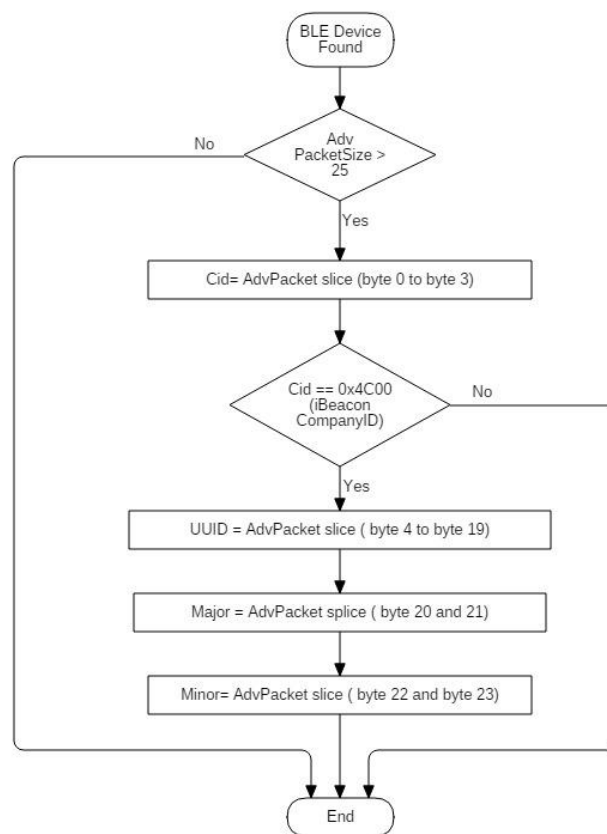 BLE Device
Found
Adv
PacketSize >
25
No
Yes
Cid= AdvPacket slice (byte 0 to byte 3)
Cid == 0x4C00
(iBeacon
CompanyID)
No
Yes
UUID = AdvPacket slice ( byte 4 to byte 19)
Major = AdvPacket splice ( byte 20 and 21)
Minor= AdvPacket slice ( byte 22 and byte 23)
End